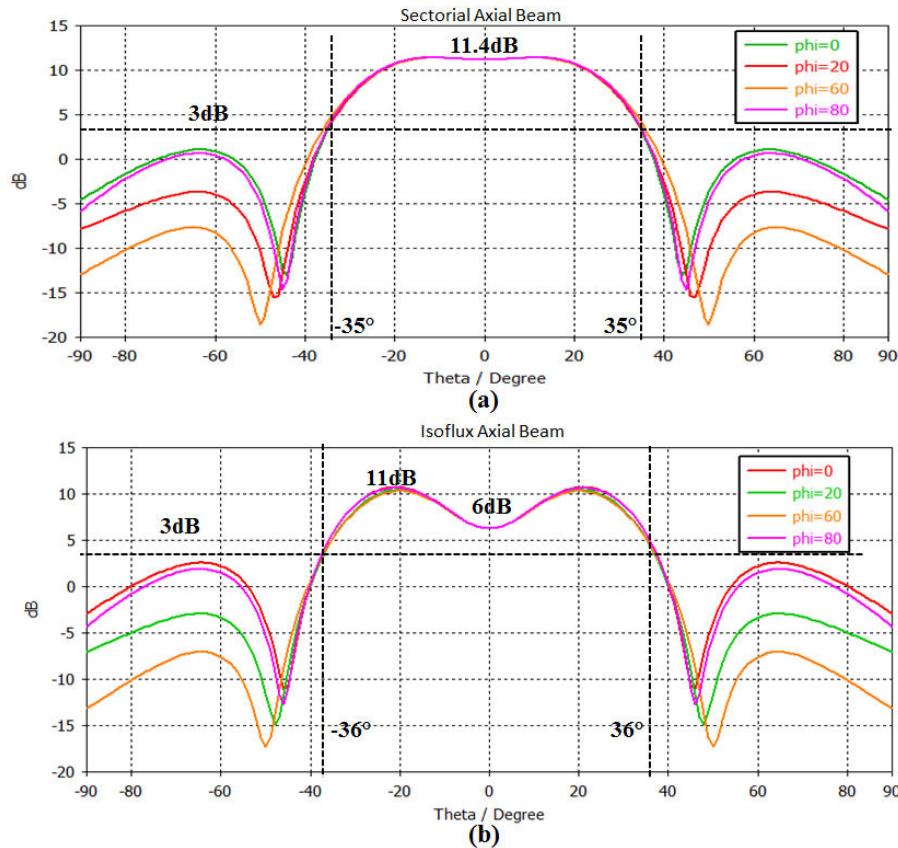 Sectorial Axial Beam
15
10
5
0
-5
-10
-15
-20
dB
11.4dB
3dB
-35°
35°
phi=0
phi=20
phi=60
phi=80
-90
-80
-60
-40
-20
0
20
40
60
80
90
Theta / Degree
(a)
Isoflux Axial Beam
15
10
5
0
-5
-10
-15
-20
dB
11dB
6dB
3dB
-36°
36°
phi=0
phi=20
phi=60
phi=80
-90
-80
-60
-40
-20
0
20
40
60
80
90
Theta / Degree
(b)